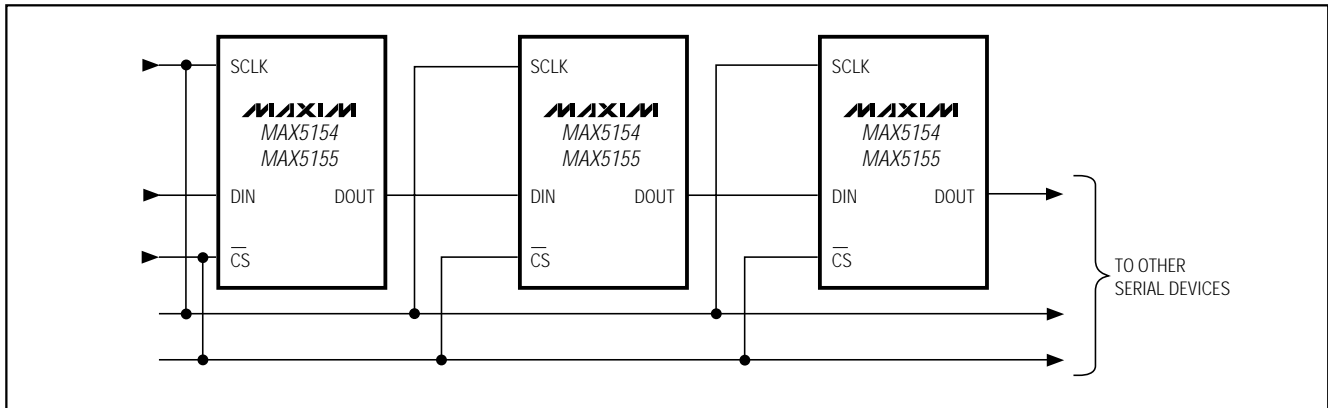 SCLK
MAXIM
MAX5154
MAX5155
DIN DOUT
CS
SCLK
MAXIM
MAX5154
MAX5155
DIN DOUT
CS
SCLK
MAXIM
MAX5154
MAX5155
DIN DOUT
CS
TO OTHER
SERIAL DEVICES